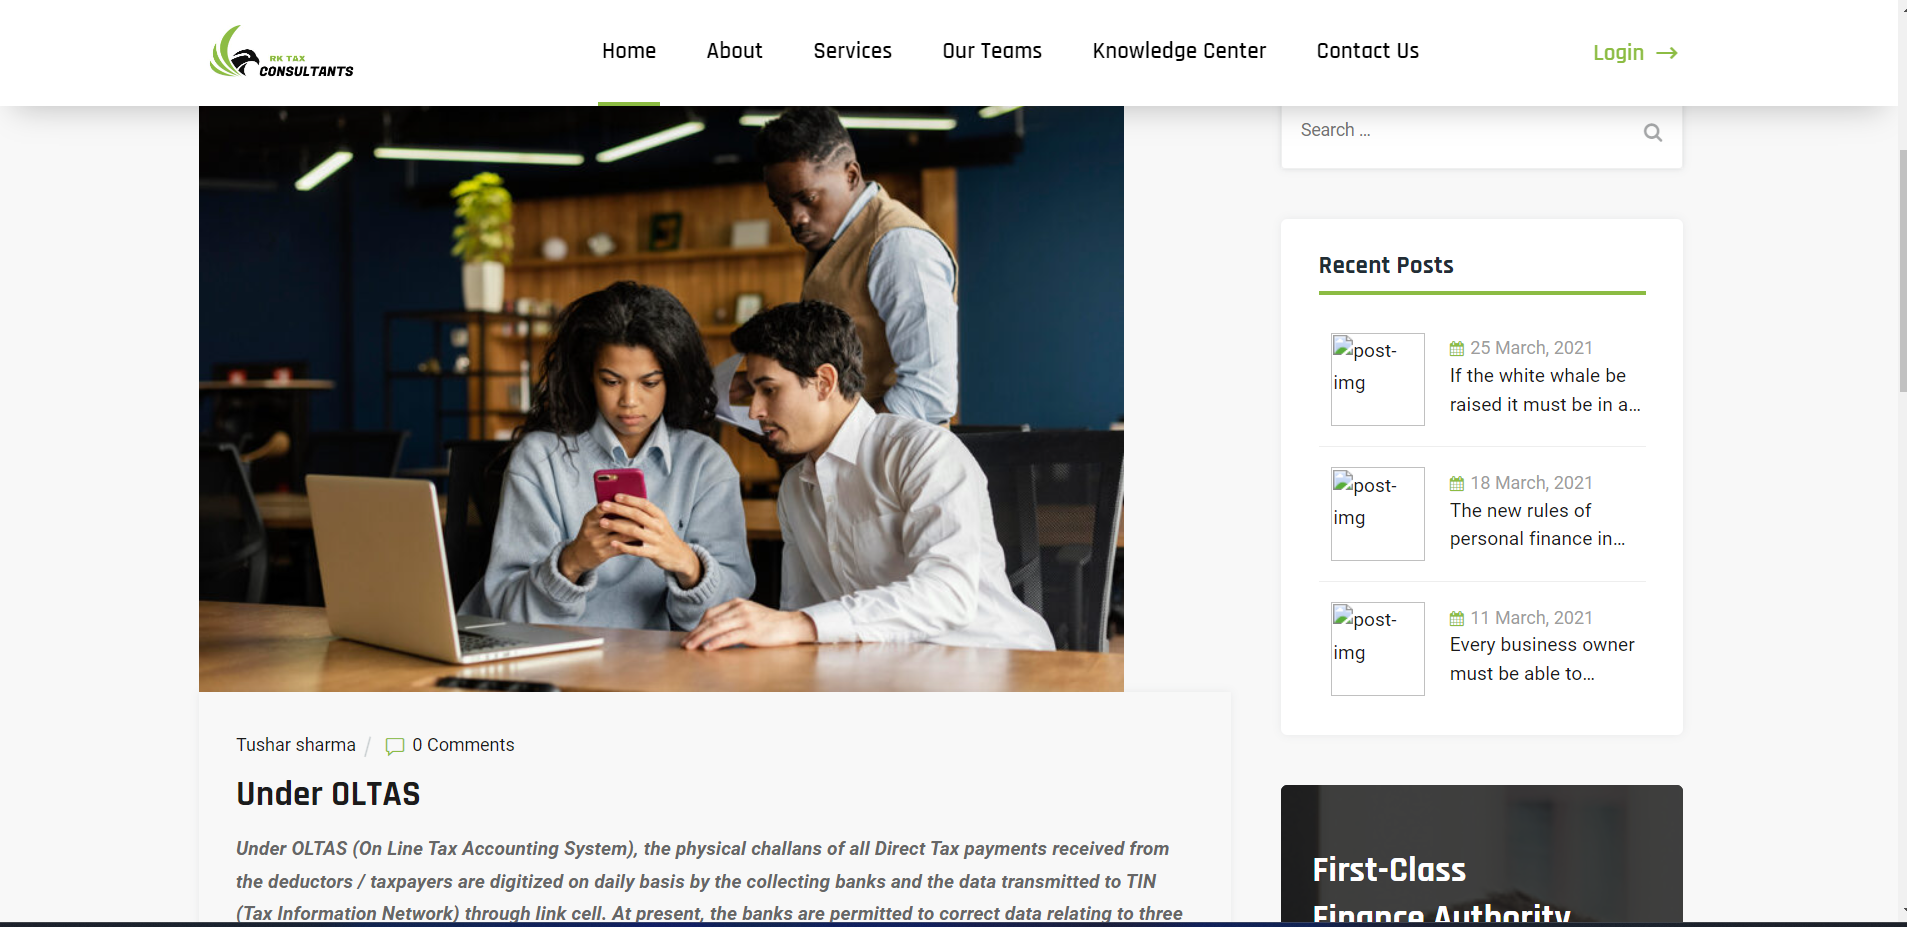 RK TAX
CONSULTANTS
Home
About
Services
Our Teams
Knowledge Center
Contact Us
Login
Search ...
Recent Posts
post-
img
25 March, 2021
If the white whale be
raised it must be in a...
post-
img
18 March, 2021
The new rules of
personal finance in...
post-
img
11 March, 2021
Every business owner
must be able to...
Tushar sharma /
0 Comments
Under OLTAS
Under OLTAS (On Line Tax Accounting System), the physical challans of all Direct Tax payments received from
the deductors / taxpayers are digitized on daily basis by the collecting banks and the data transmitted to TIN
(Tax Information Network) through link cell. At present, the banks are permitted to correct data relating to three
First-Class
Finance Authority